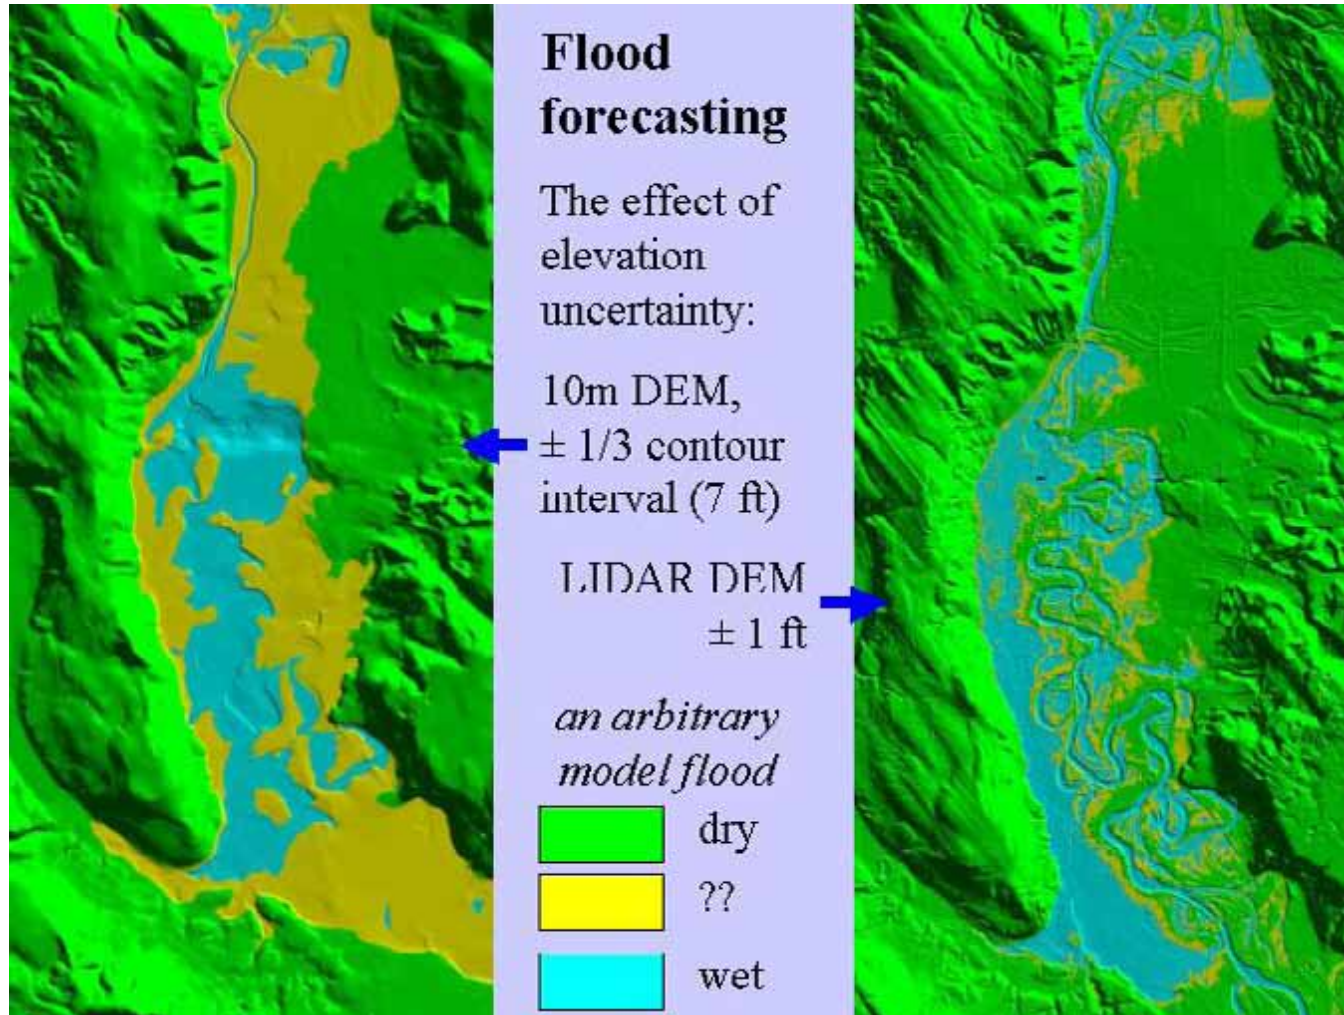 Flood
forecasting
The effect of
elevation
uncertainty:
10m DEM,
± 1/3 contour
interval (7 ft)
LIDAR DEM
± 1 ft
an arbitrary
model flood
dry
??
wet